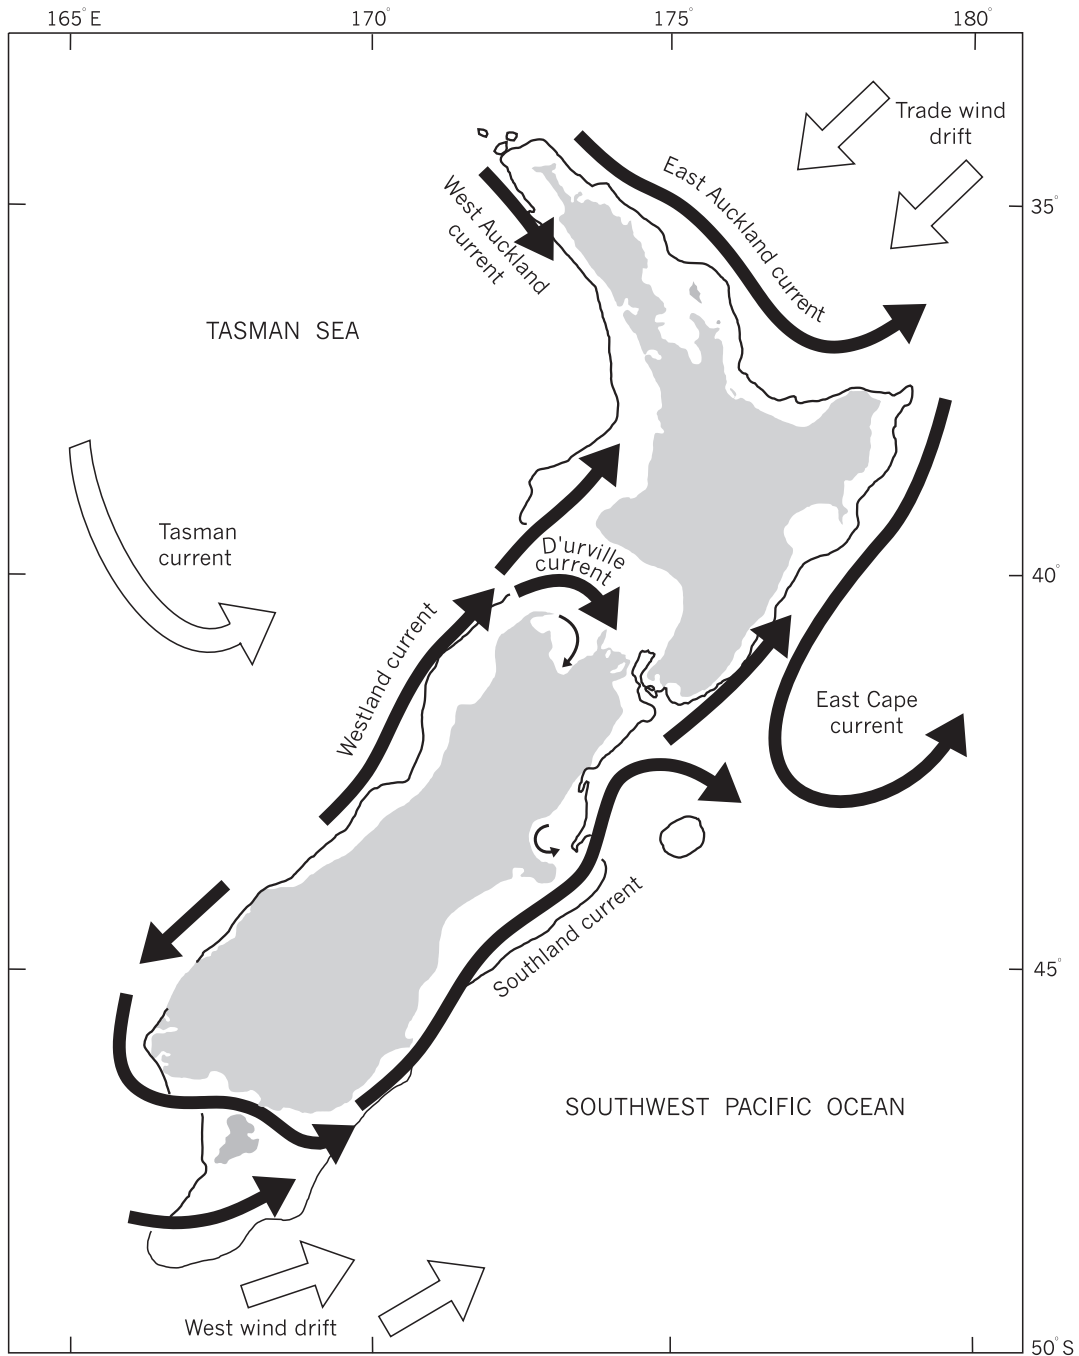 165°E
170°
175°
180°
Trade wind
drift
East Auckland current
West Auckland
current
35°
TASMAN SEA
Tasman
current
D'urville
current
40°
Westland current
East Cape
current
Southland current
45°
SOUTHWEST PACIFIC OCEAN
West wind drift
50°S